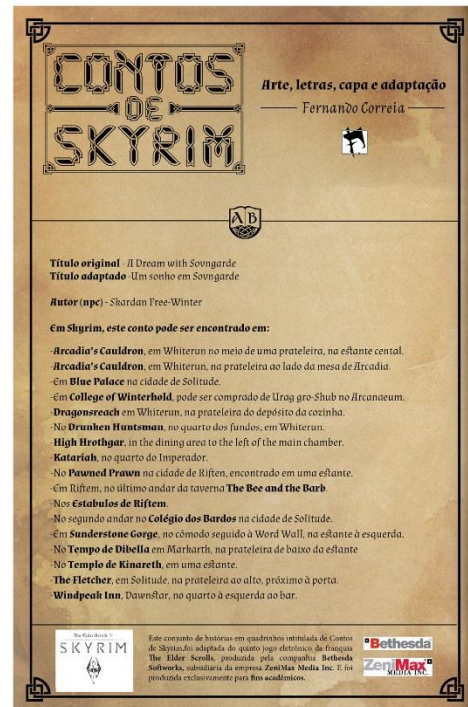 CONTOS
DE
SKYRIM
Arte, letras, capa e adaptação
Fernando Correia
A B
Título original - A Dream with Sovngarde
Título adaptado -Um sonho em Sovngarde
Autor (npc) - Skardan Free-Winter
Em Skyrim, este conto pode ser encontrado em:
-Arcadia's Cauldron, em Whiterun no meio de uma prateleira, na estante cental.
-Arcadia's Cauldron, em Whiterun, na prateleira ao lado da mesa de Arcadia.
-Em Blue Palace na cidade de Solitude.
-Em College of Winterhold, pode ser comprado de Urag gro-Shub no Arcanaeum.
-Dragonsreach em Whiterun, na prateleira do depósito da cozinha.
-No Drunken Huntsman, no quarto dos fundos, em Whiterun.
-High Hrothgar, in the dining area to the left of the main chamber.
-Katariah, no quarto do Imperador.
-No Pawned Prawn na cidade de Riften, encontrado em uma estante.
-Em Riftem, no último andar da taverna The Bee and the Barb.
-Nos Estabulos de Riftem.
-No segundo andar no Colégio dos Bardos na cidade de Solitude.
-Em Sunderstone Gorge, no cômodo seguido à Word Wall, na estante à esquerda.
-No Tempo de Dibella em Markarth, na prateleira de baixo da estante
-No Templo de Kinareth, em uma estante.
-The Fletcher, em Solitude, na prateleira ao alto, próximo à porta.
-Windpeak Inn, Dawnstar, no quarto à esquerda ao bar.
The Elder Scrolls V
SKYRIM
Este conjunto de histórias em quadrinhos intitulada de Contos
de Skyrim,foi adaptada do quinto jogo eletrônico da franquia
The Elder Scrolls, produzida pela companhia Bethesda
Softworks, subsidiária da empresa ZeniMax Media Inc. E foi
produzida exclusivamente para fins acadêmicos.
Bethesda
ZeniMax
MEDIA INC.